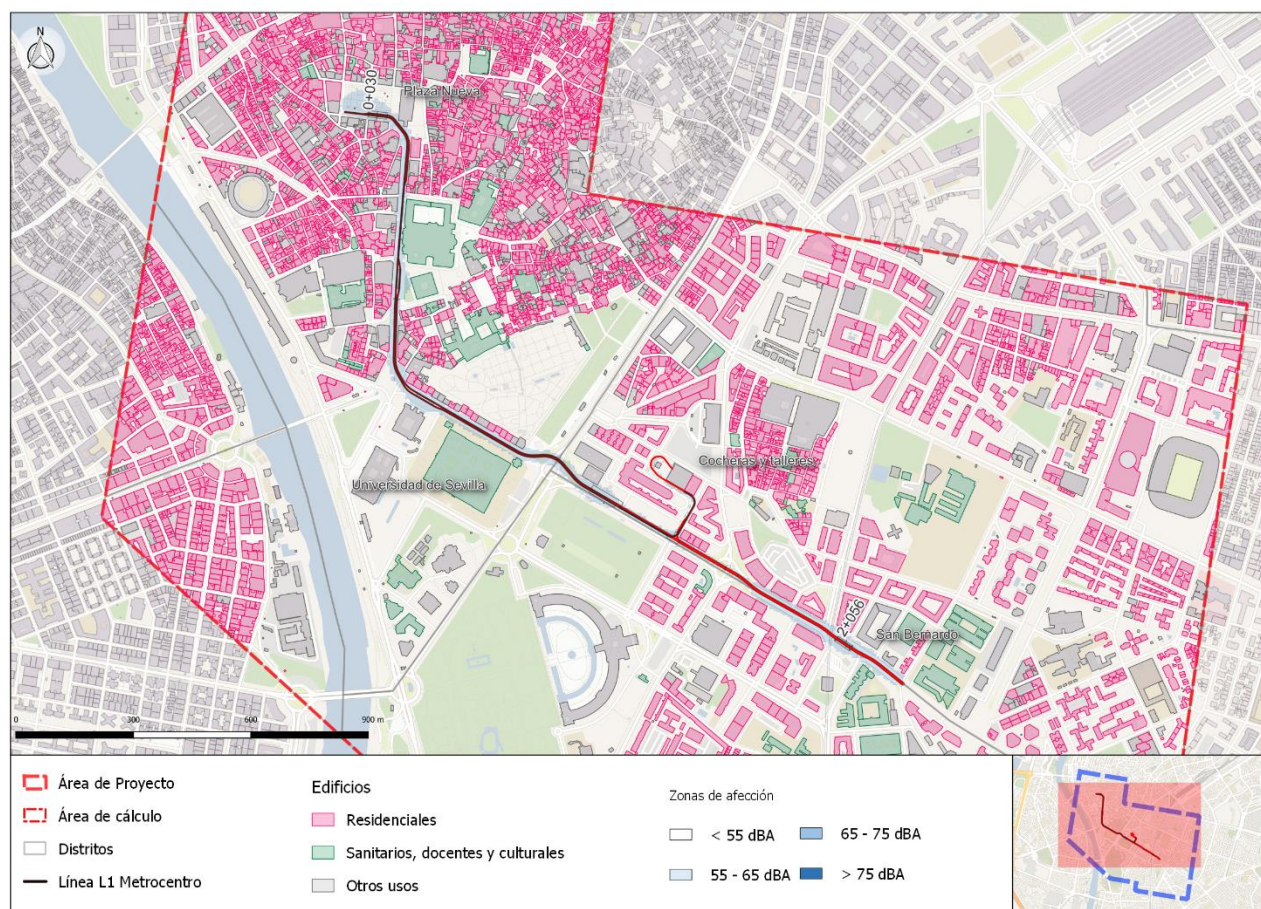 N
0+030
Plaza Nueva
Cocheras y talleres
Universidad de Sevilla
2+056
San Bernardo
0 300 600 900 m
Área de Proyecto
Área de cálculo
Distritos
Línea L1 Metrocentro
Edificios
Residenciales
Sanitarios, docentes y culturales
Otros usos
Zonas de afección
< 55 dBA
65 - 75 dBA
55 - 65 dBA
> 75 dBA